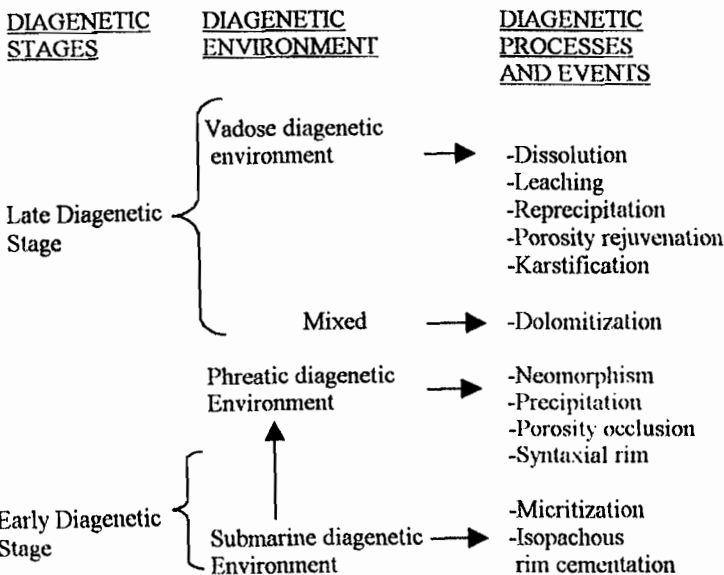 DIAGENETIC STAGES
DIAGENETIC ENVIRONMENT
DIAGENETIC PROCESSES AND EVENTS
Late Diagenetic
Stage
Vadose diagenetic
environment
-Dissolution
-Leaching
-Reprecipitation
-Porosity rejuvenation
-Karstification
Mixed
-Dolomitization
Phreatic diagenetic
Environment
-Neomorphism
-Precipitation
-Porosity occlusion
-Syntaxial rim
Early Diagenetic
Stage
Submarine diagenetic
Environment
-Micritization
-Isopachous
rim cementation